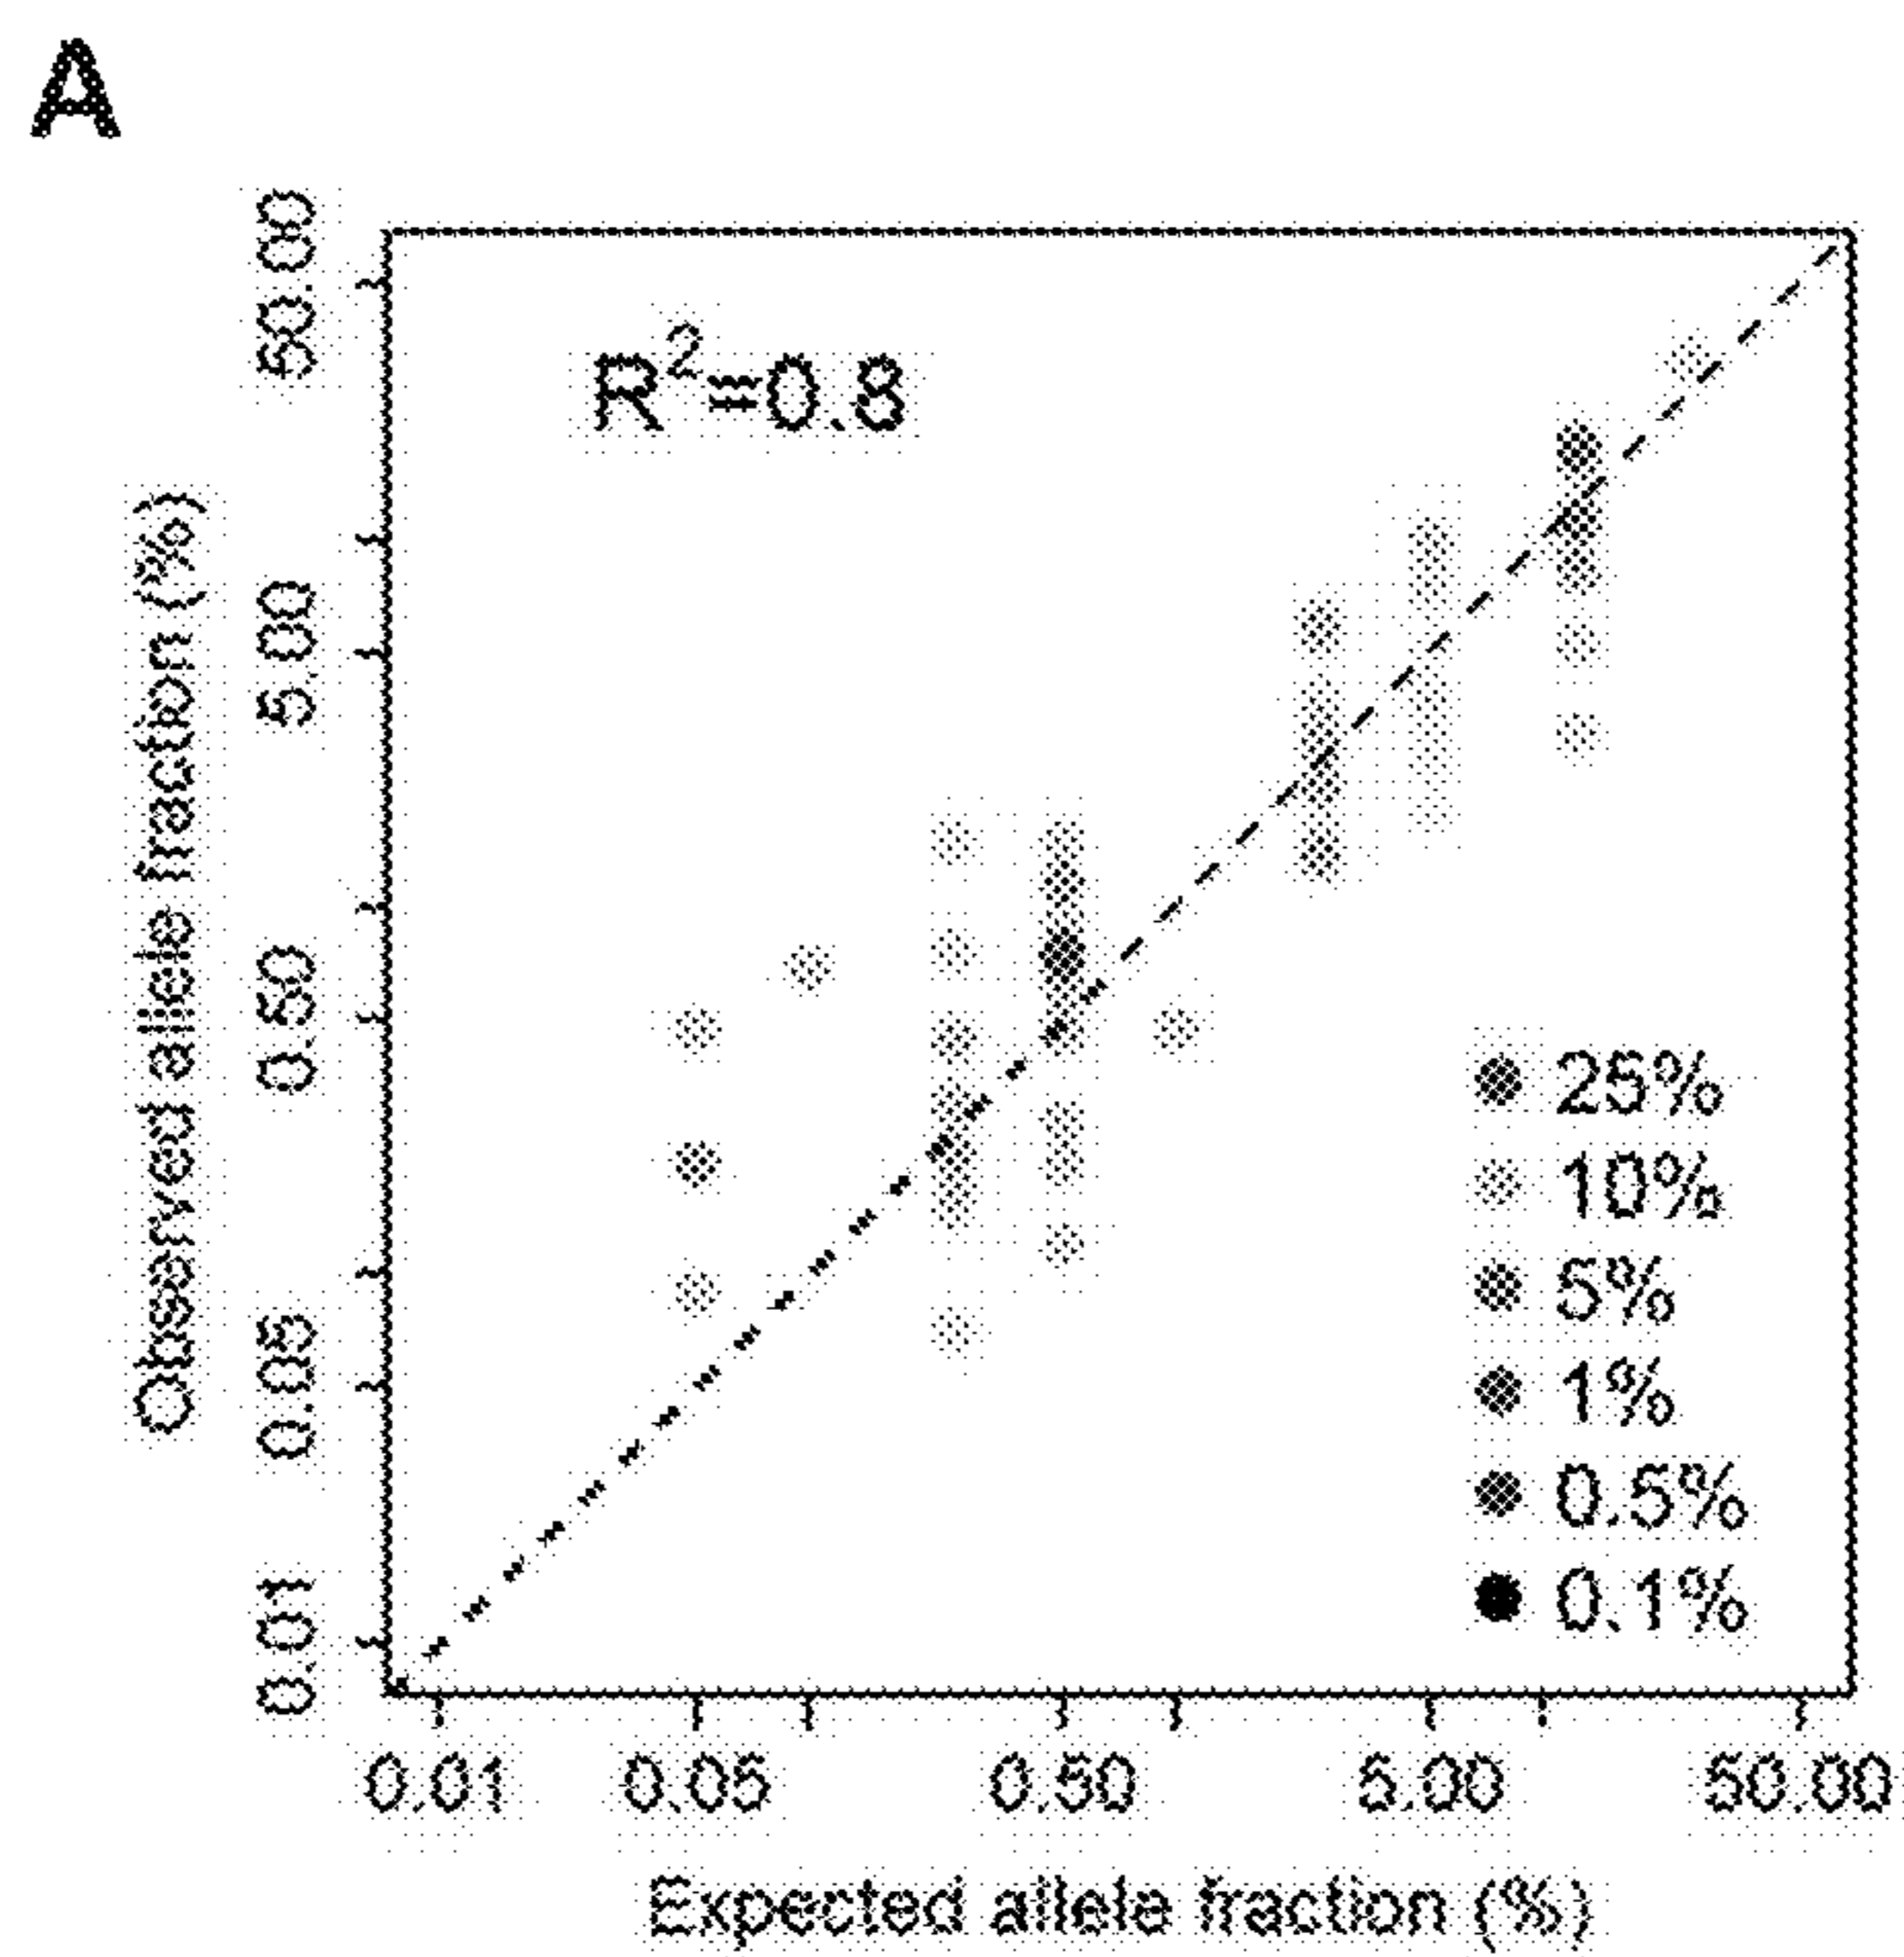 A
R²=0.8
Observed allele fraction (%)
50.00
5.00
0.50
0.05
0.01
25%
10%
5%
1%
0.5%
0.1%
0.01 0.05 0.50 5.00 50.00
Expected allele fraction (%)